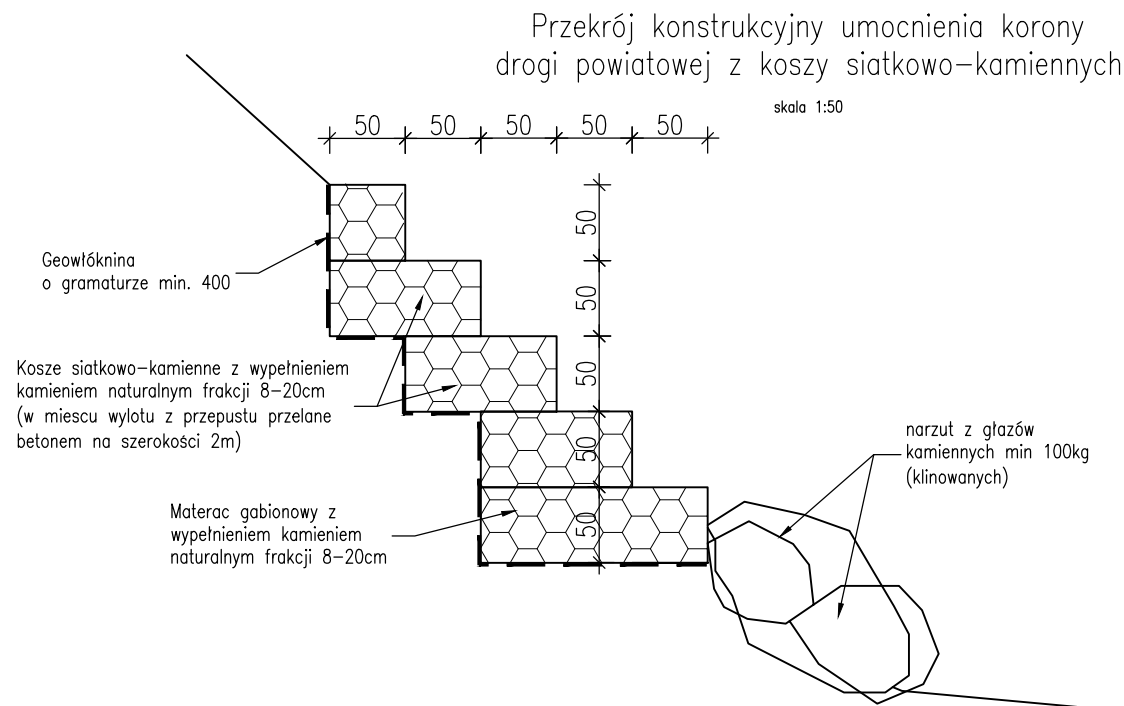 Przekrój konstrukcyjny umocnienia korony
drogi powiatowej z koszy siatkowo-kamiennych
skala 1:50
50 50 50 50 50
50
50
50
50
50
Geowłóknina
o gramaturze min. 400
Kosze siatkowo-kamienne z wypełnieniem
kamieniem naturalnym frakcji 8-20cm
(w miescu wylotu z przepustu przelane
betonem na szerokości 2m)
Materac gabionowy z
wypełnieniem kamieniem
naturalnym frakcji 8-20cm
narzut z głazów
kamiennych min 100kg
(klinowanych)